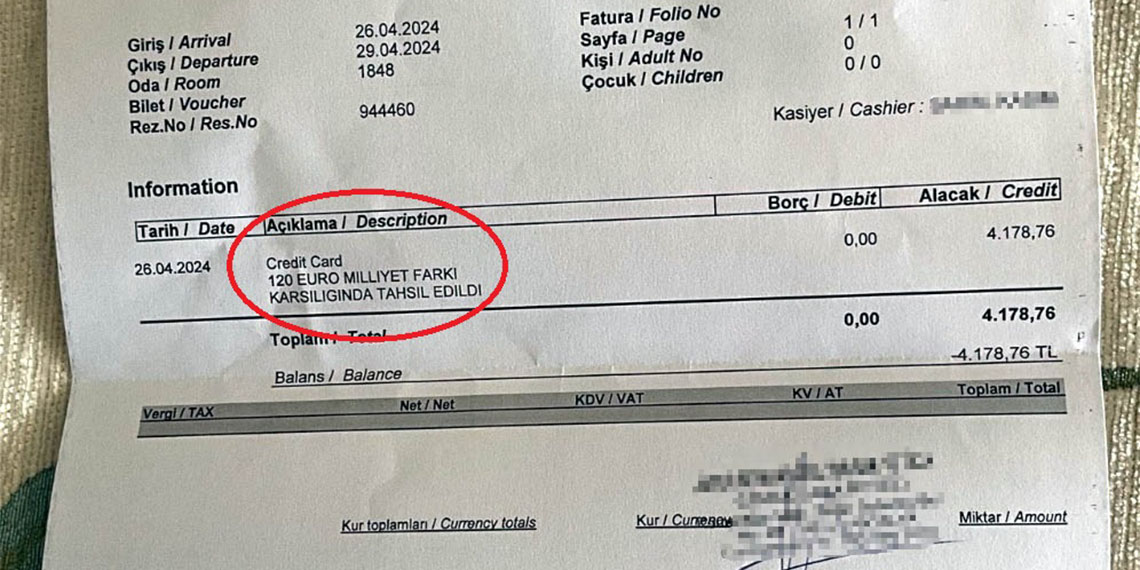 Giriş / Arrival 26.04.2024
Çıkış / Departure 29.04.2024
Oda / Room 1848
Bilet / Voucher
Rez.No / Res.No 944460
Fatura / Folio No
Sayfa / Page 1 / 1
Kişi / Adult No 0
Çocuk / Children 0 / 0
Kasiyer / Cashier :
Information
Tarih / Date Açıklama / Description Borç / Debit Alacak / Credit
26.04.2024 Credit Card 0,00 4.178,76
120 EURO MILLIYET FARKI
KARSILIGINDA TAHSIL EDILDI
Toplam / Total 0,00 4.178,76
Balans / Balance -4.178,76 TL
Vergi / TAX Net / Net KDV / VAT KV / AT Toplam / Total
Kur toplamları / Currency totals Kur / Currency Miktar / Amount